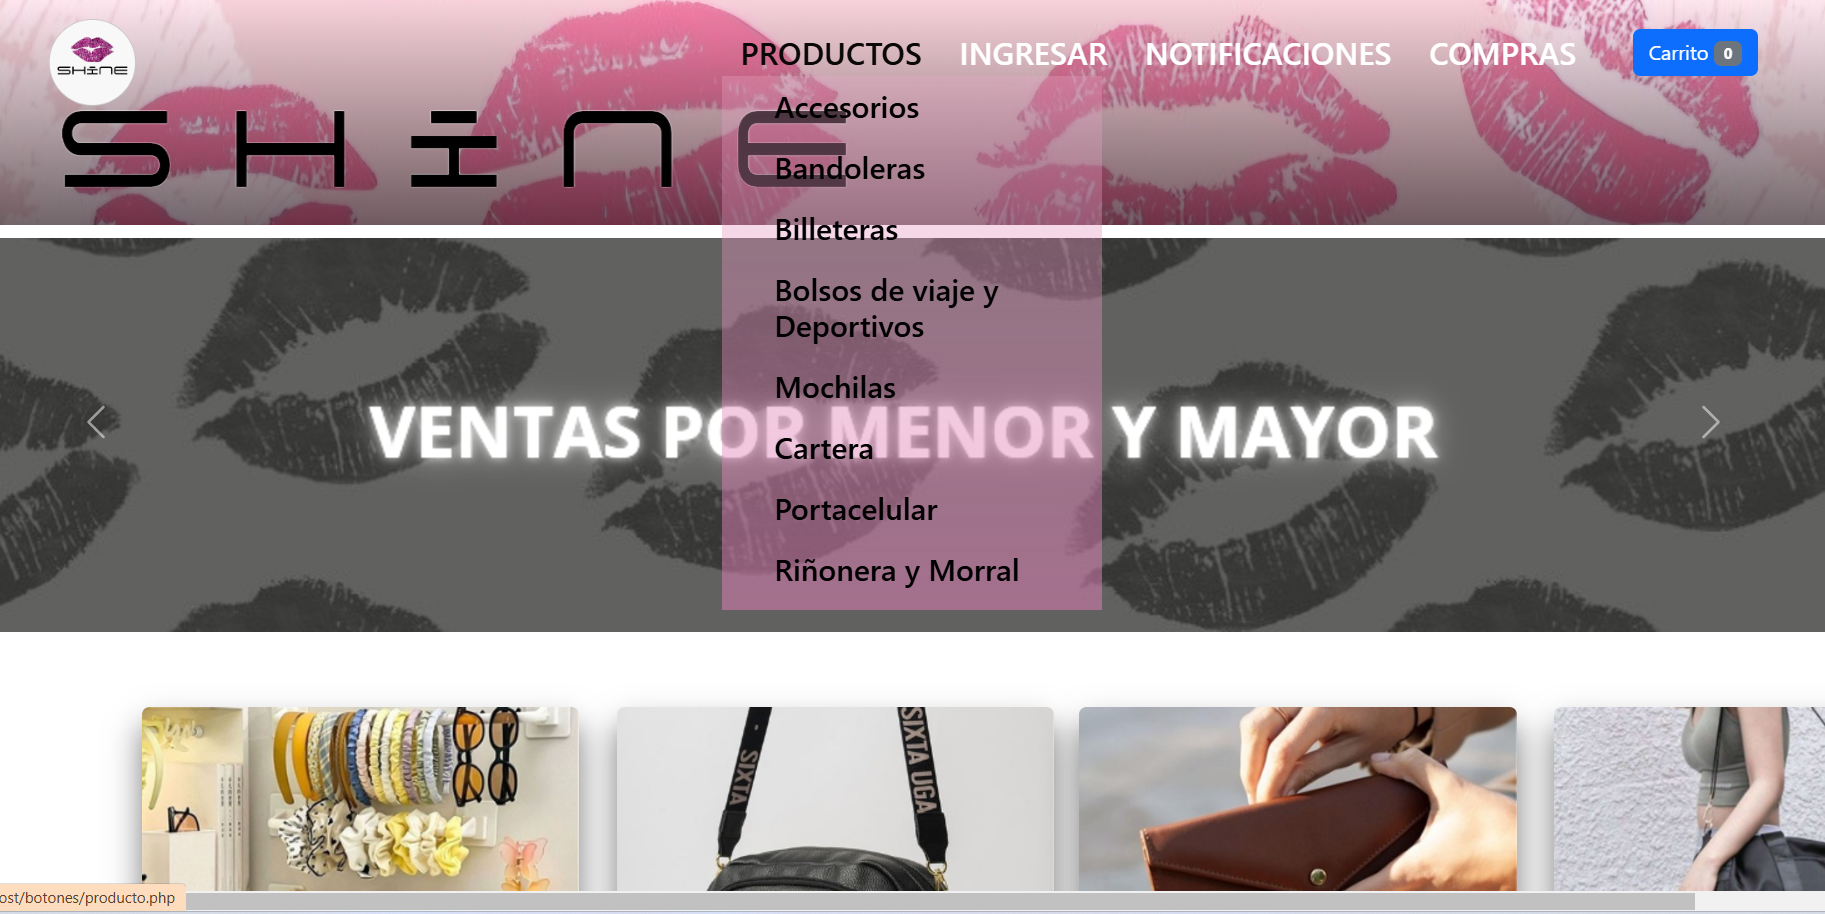 SHINE
PRODUCTOS INGRESAR NOTIFICACIONES COMPRAS Carrito 0
SHINE
Accesorios
Bandoleras
Billeteras
Bolsos de viaje y
Deportivos
Mochilas
Cartera
Portacelular
Riñonera y Morral
VENTAS POR MENOR Y MAYOR
SIXTA
SIXTA UGA
ost/botones/producto.php